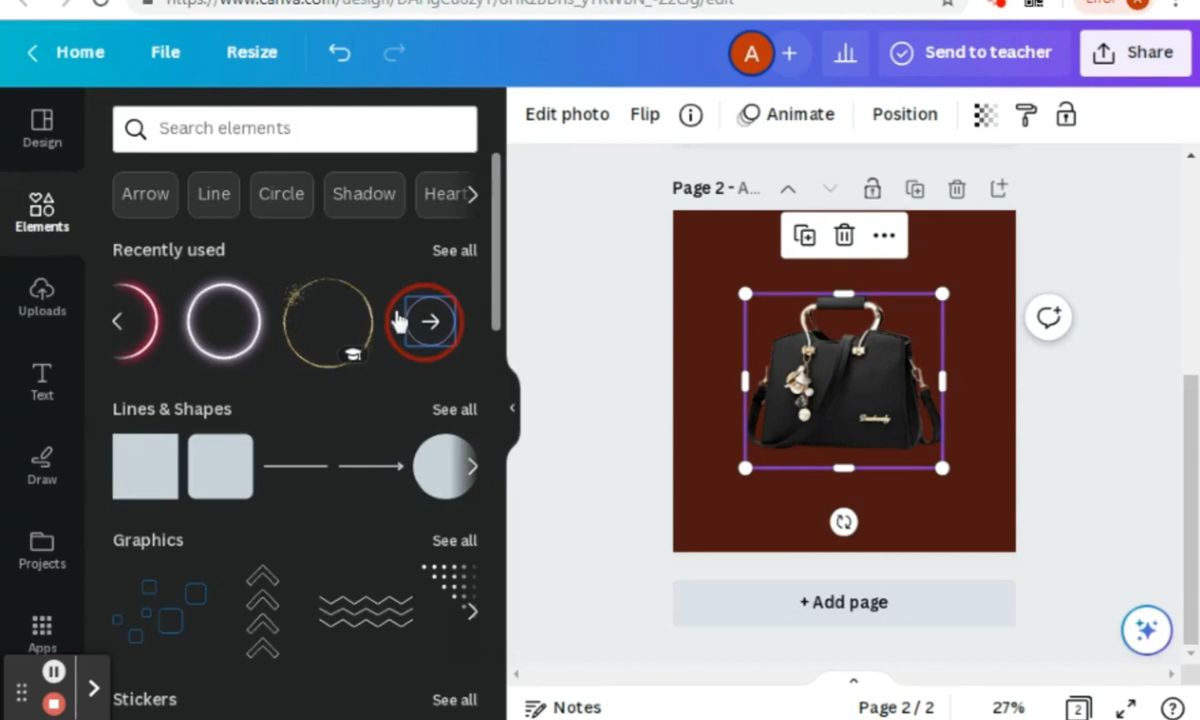 Home
File
Resize
A
Send to teacher
Share
Design
Elements
Uploads
Text
Draw
Projects
Apps
Search elements
Arrow
Line
Circle
Shadow
Heart
Recently used
See all
Lines & Shapes
See all
Graphics
See all
Stickers
See all
Edit photo
Flip
Animate
Position
Page 2 - A...
+ Add page
Notes
Page 2 / 2
27%
2